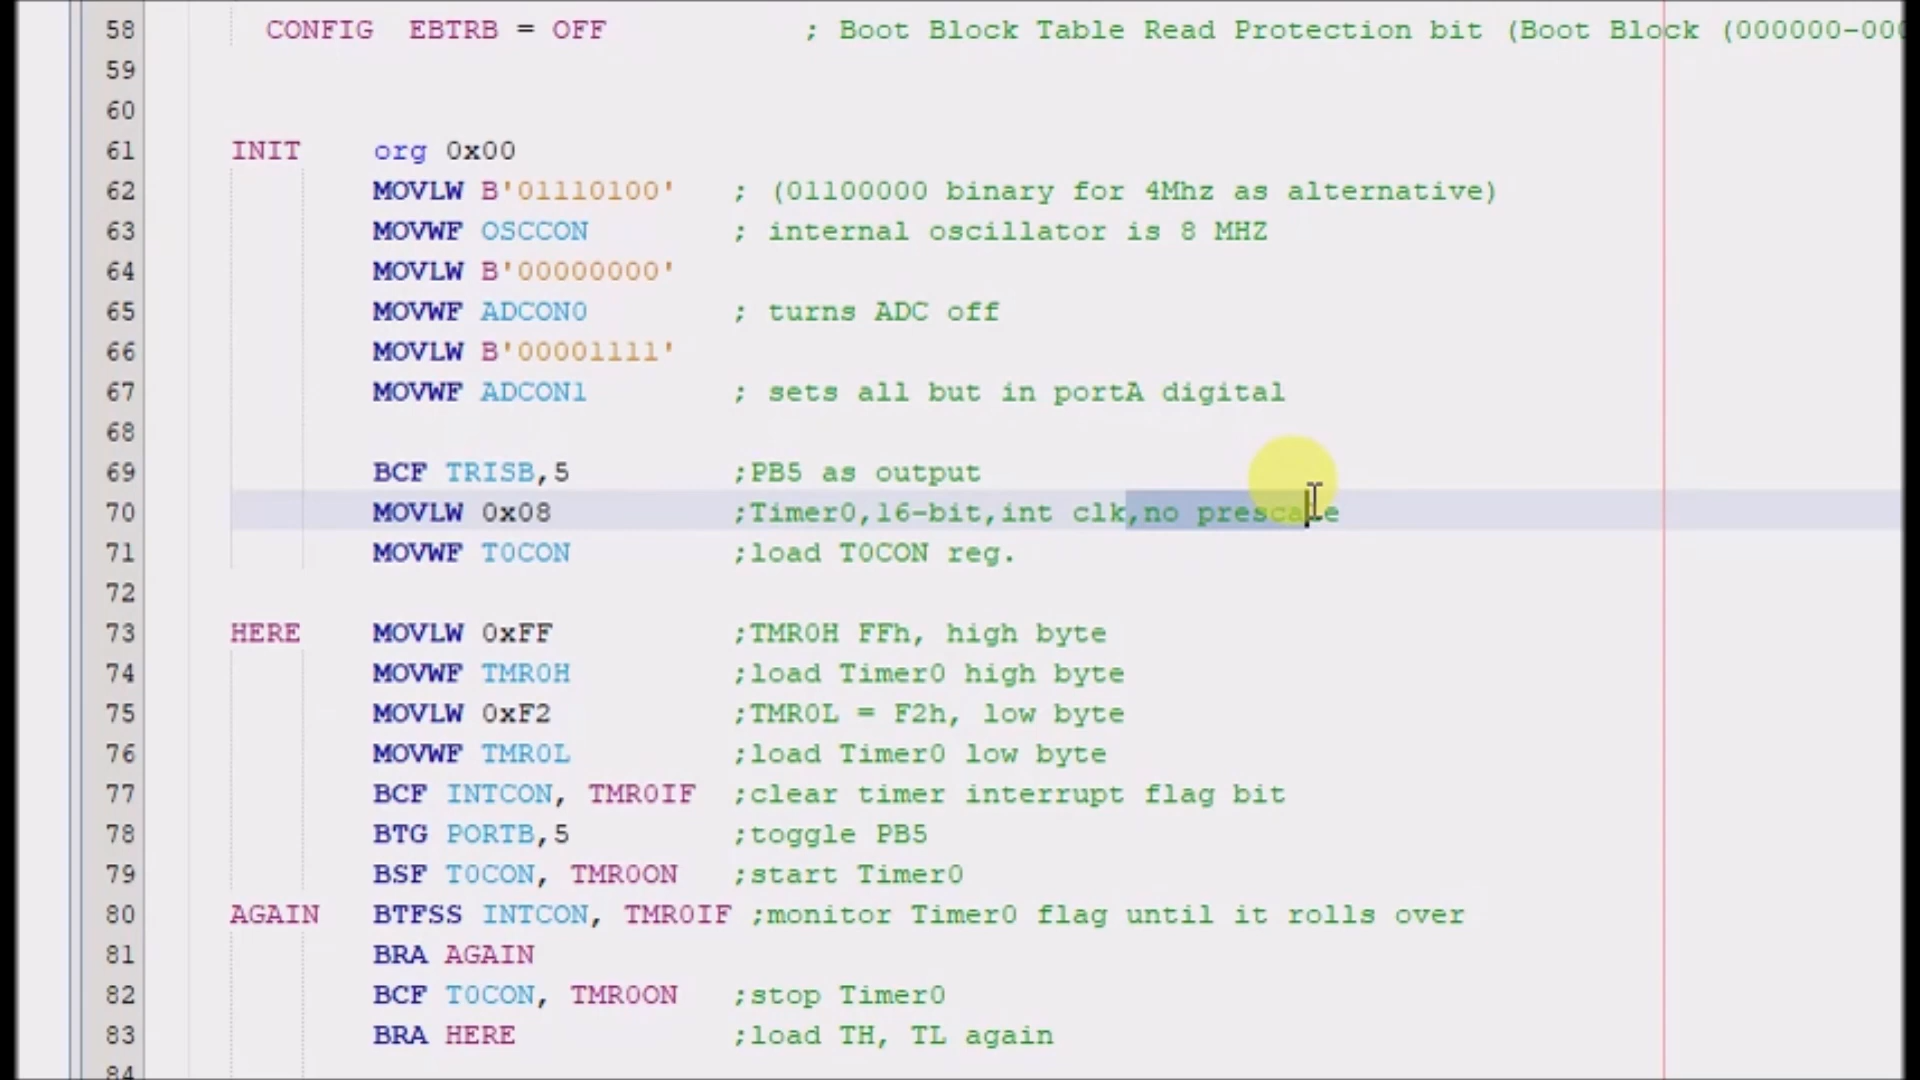 58 CONFIG EBTRB = OFF ; Boot Block Table Read Protection bit (Boot Block (000000-000
59
60
61 INIT org 0x00
62 MOVLW B'01110100' ; (01100000 binary for 4Mhz as alternative)
63 MOVWF OSCCON ; internal oscillator is 8 MHZ
64 MOVLW B'00000000'
65 MOVWF ADCON0 ; turns ADC off
66 MOVLW B'00001111'
67 MOVWF ADCON1 ; sets all but in portA digital
68
69 BCF TRISB,5 ;PB5 as output
70 MOVLW 0x08 ;Timer0,16-bit,int clk,no prescale
71 MOVWF T0CON ;load T0CON reg.
72
73 HERE MOVLW 0xFF ;TMR0H FFh, high byte
74 MOVWF TMR0H ;load Timer0 high byte
75 MOVLW 0xF2 ;TMR0L = F2h, low byte
76 MOVWF TMR0L ;load Timer0 low byte
77 BCF INTCON, TMR0IF ;clear timer interrupt flag bit
78 BTG PORTB,5 ;toggle PB5
79 BSF T0CON, TMR0ON ;start Timer0
80 AGAIN BTFSS INTCON, TMR0IF ;monitor Timer0 flag until it rolls over
81 BRA AGAIN
82 BCF T0CON, TMR0ON ;stop Timer0
83 BRA HERE ;load TH, TL again
84